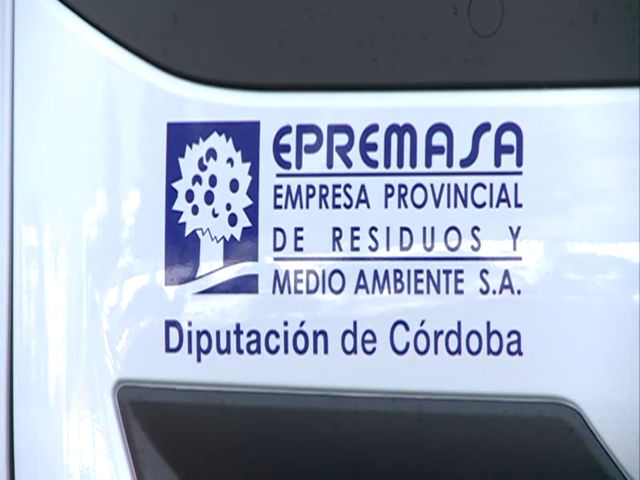 EPREMASA
EMPRESA PROVINCIAL
DE RESIDUOS Y
MEDIO AMBIENTE S.A.
Diputación de Córdoba